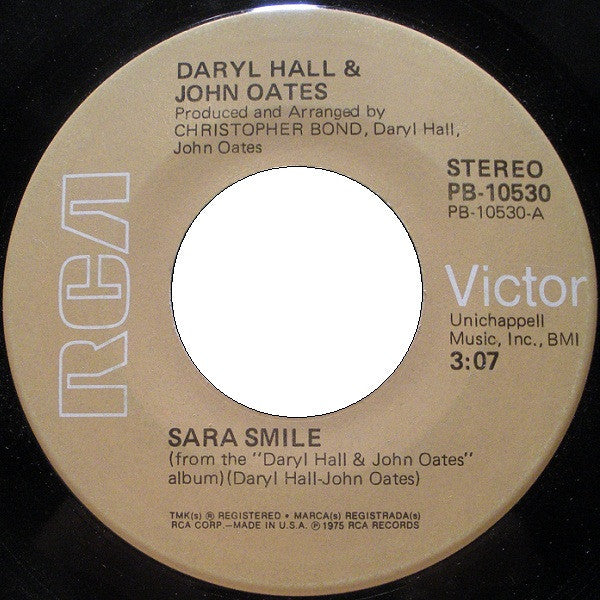 DARYL HALL &
JOHN OATES
Produced and Arranged by
CHRISTOPHER BOND, Daryl Hall,
John Oates
RCA
STEREO
PB-10530
PB-10530-A
Victor
Unichappell
Music, Inc., BMI
3:07
SARA SMILE
(from the "Daryl Hall & John Oates"
album)(Daryl Hall-John Oates)
TMK(s) ® REGISTERED • MARCA(s) REGISTRADA(s)
RCA CORP.—MADE IN U.S.A. ℗ 1975 RCA RECORDS